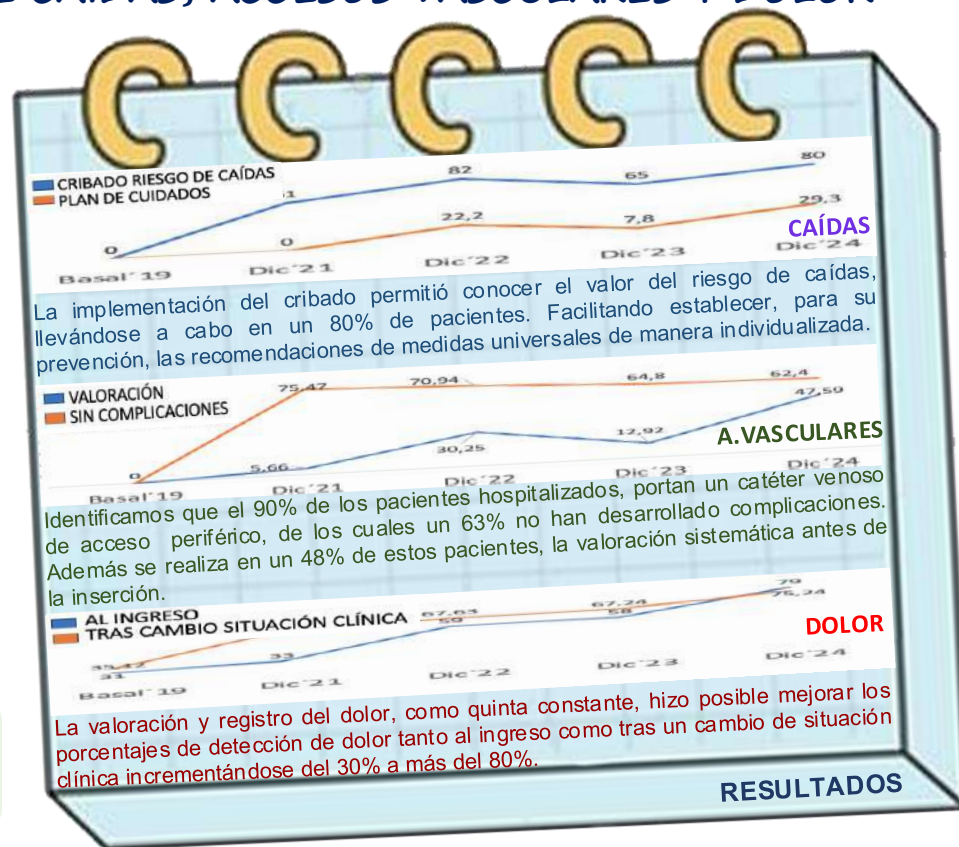 CAÍDAS, ACCESOS VASCULARES Y DOLOR
CRIBADO RIESGO DE CAÍDAS
PLAN DE CUIDADOS
82
65
80
0
0
22,2
7,8
29,3
CAÍDAS
Basal´19
Dic´21
Dic´22
Dic´23
Dic´24
La implementación del cribado permitió conocer el valor del riesgo de caídas,
llevándose a cabo en un 80% de pacientes. Facilitando establecer, para su
prevención, las recomendaciones de medidas universales de manera individualizada.
VALORACIÓN
SIN COMPLICACIONES
75,47
70,94
64,8
62,4
47,59
0
5,66
30,25
12,92
A.VASCULARES
Basal´19
Dic´21
Dic´22
Dic´23
Dic´24
Identificamos que el 90% de los pacientes hospitalizados, portan un catéter venoso
de acceso periférico, de los cuales un 63% no han desarrollado complicaciones.
Además se realiza en un 48% de estos pacientes, la valoración sistemática antes de
la inserción.
AL INGRESO
TRAS CAMBIO SITUACIÓN CLÍNICA
67,63
59
67,24
58
79
75,24
31
33
DOLOR
Basal´19
Dic´21
Dic´22
Dic´23
Dic´24
La valoración y registro del dolor, como quinta constante, hizo posible mejorar los
porcentajes de detección de dolor tanto al ingreso como tras un cambio de situación
clínica incrementándose del 30% a más del 80%.
RESULTADOS